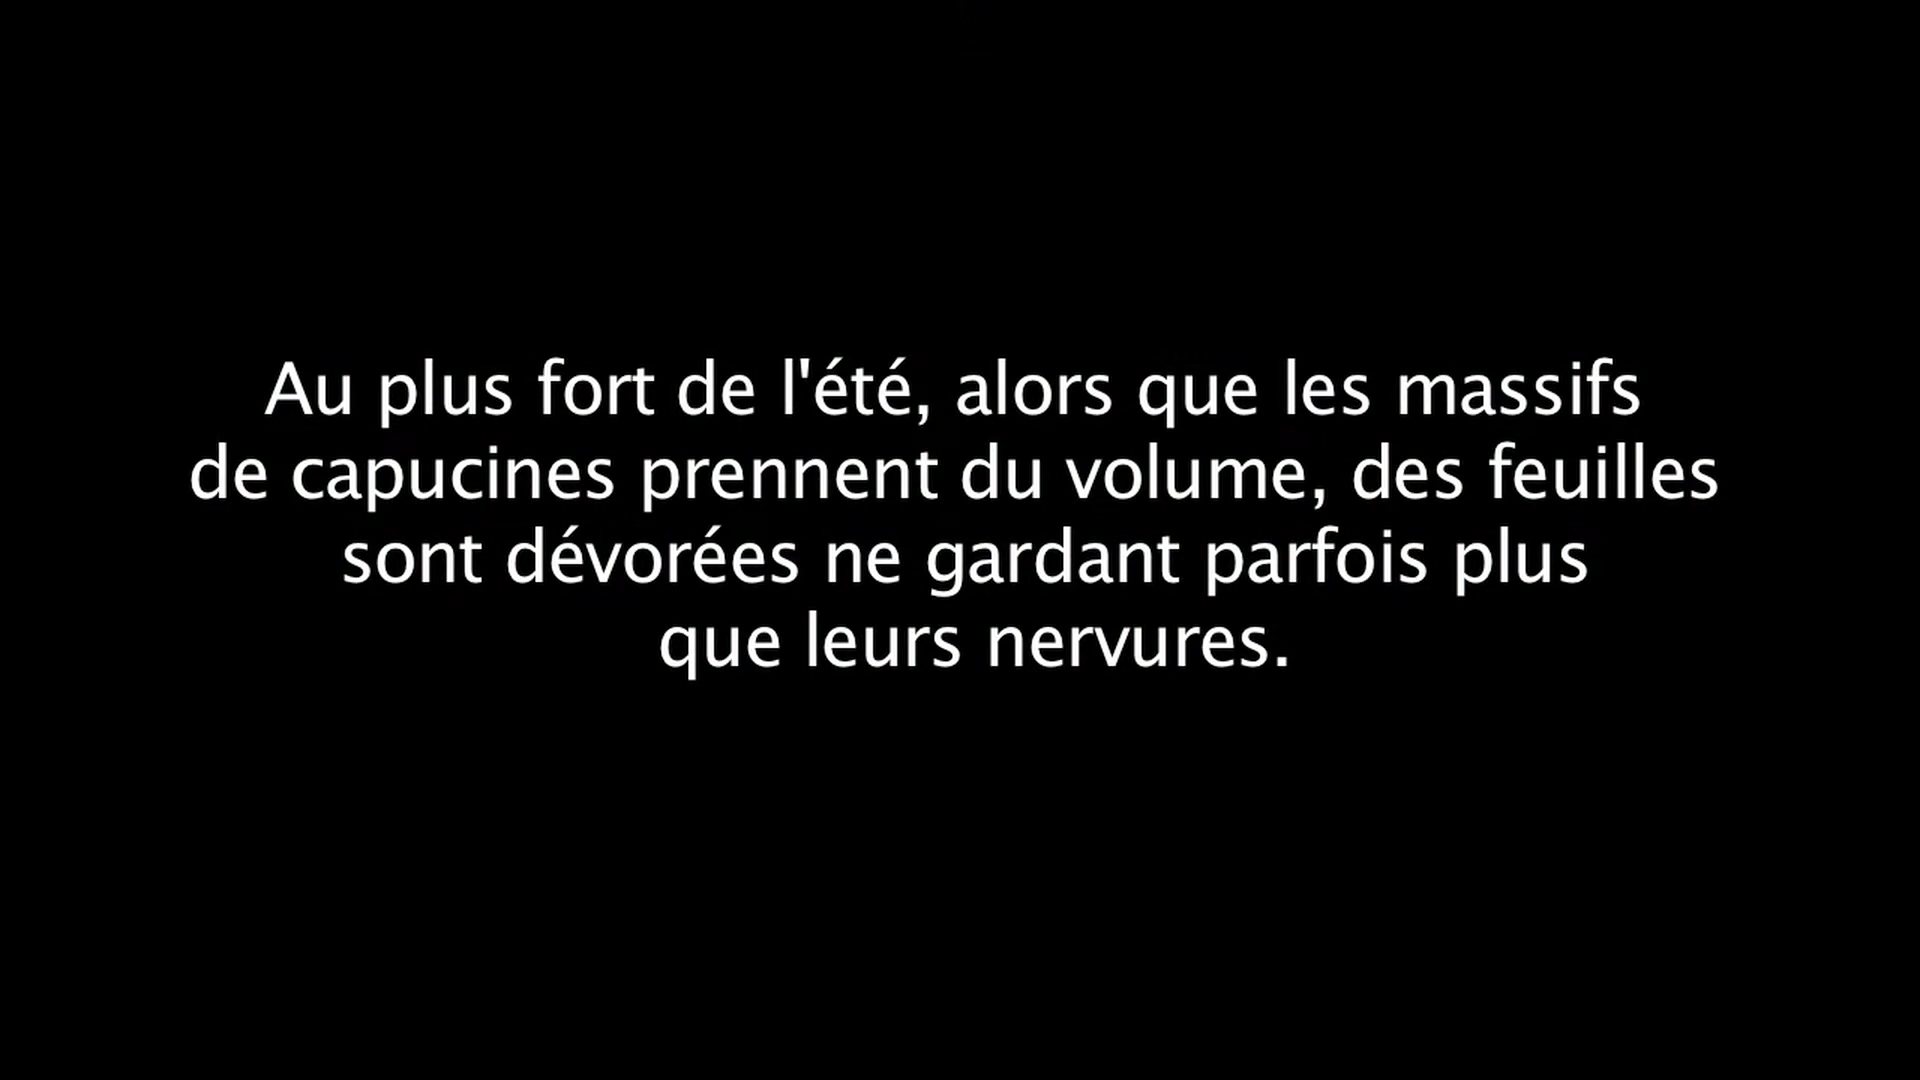 Au plus fort de l'été, alors que les massifs
de capucines prennent du volume, des feuilles
sont dévorées ne gardant parfois plus
que leurs nervures.